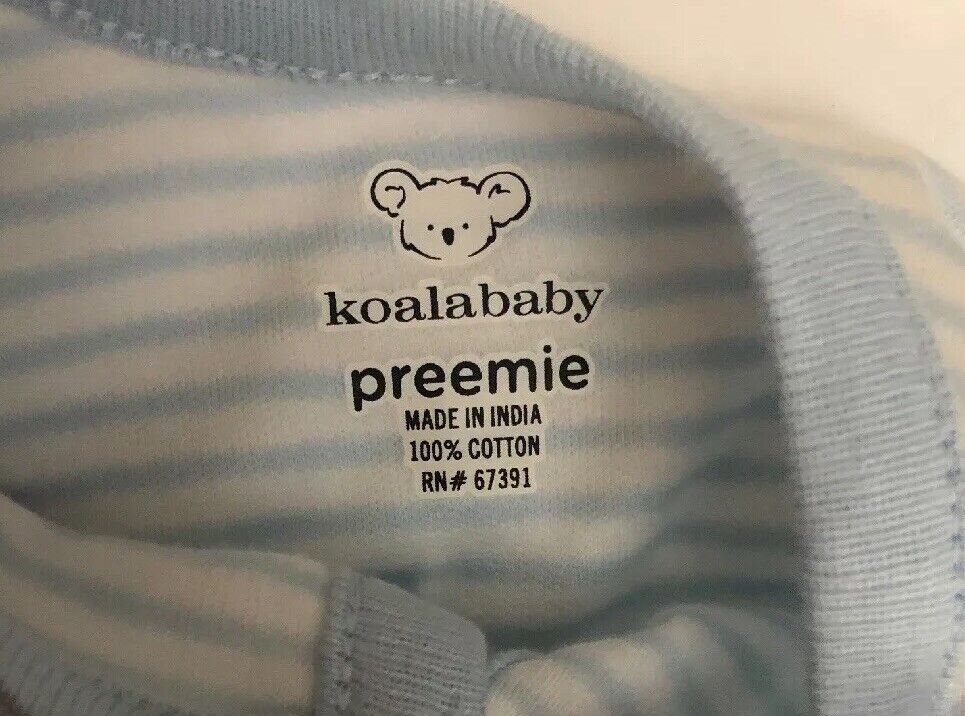 koalababy
preemie
MADE IN INDIA
100% COTTON
RN# 67391